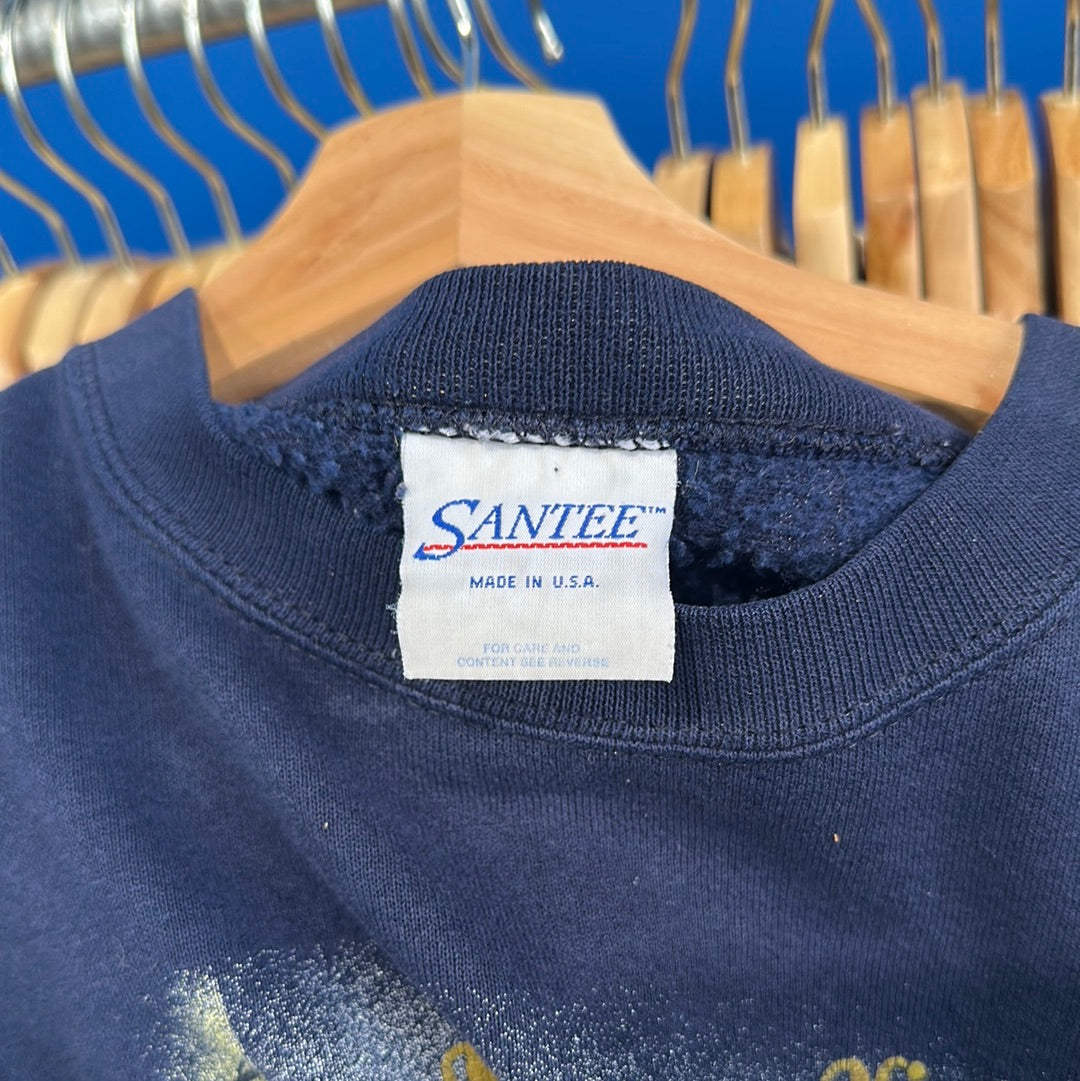 SANTEE™
MADE IN U.S.A.
FOR CARE AND
CONTENT SEE REVERSE